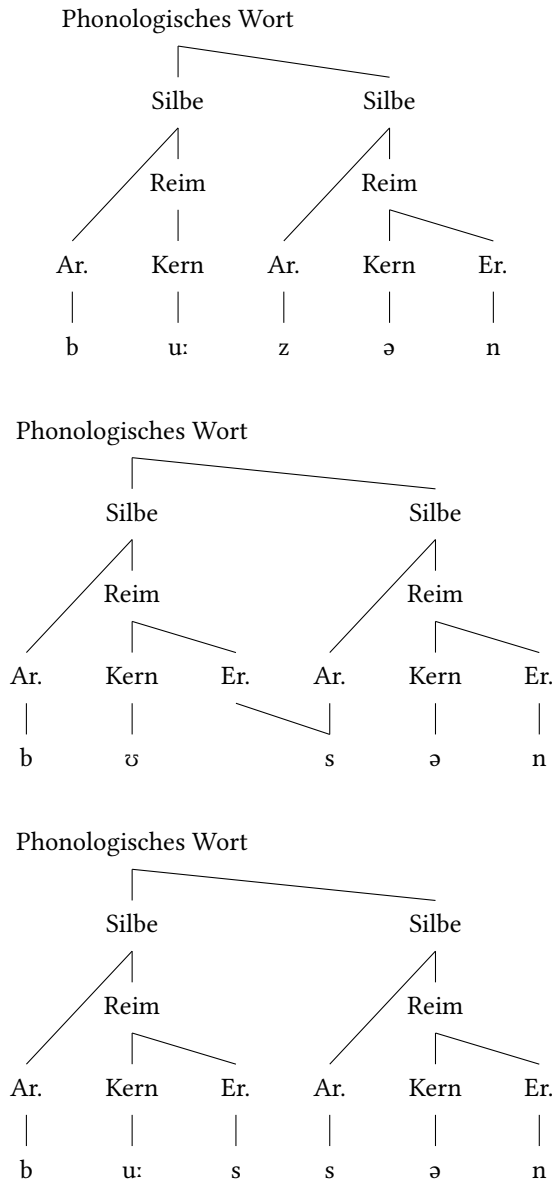 Phonologisches Wort
Silbe Silbe
Reim Reim
Ar. Kern Ar. Kern Er.
b uː z ə n
Phonologisches Wort
Silbe Silbe
Reim Reim
Ar. Kern Er. Ar. Kern Er.
b ʊ s ə n
Phonologisches Wort
Silbe Silbe
Reim Reim
Ar. Kern Er. Ar. Kern Er.
b uː s s ə n